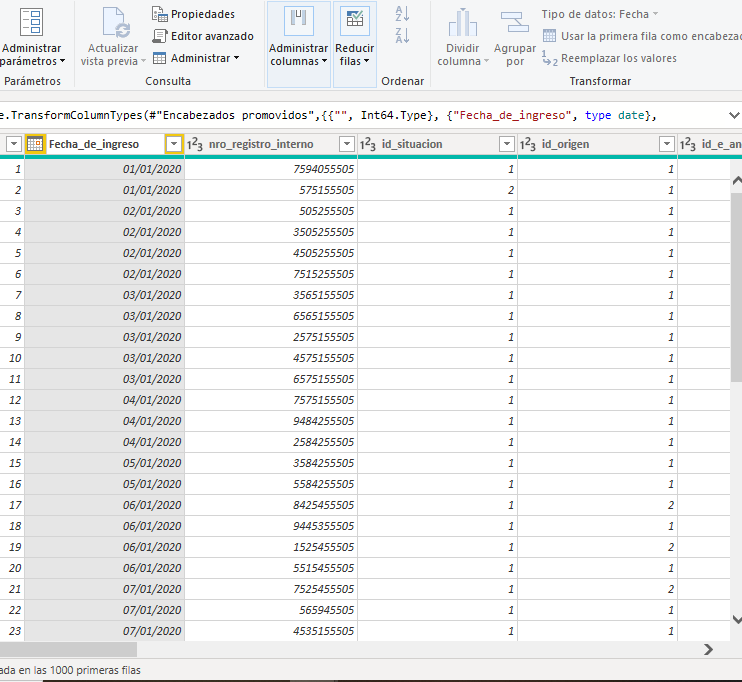 Administrar parámetros
Parámetros
Actualizar vista previa
Propiedades
Editor avanzado
Administrar
Consulta
Administrar columnas
Reducir filas
Ordenar
Dividir columna
Agrupar por
Tipo de datos: Fecha
Usar la primera fila como encabezad
Reemplazar los valores
Transformar
e.TransformColumnTypes(#"Encabezados promovidos",{{"", Int64.Type}, {"Fecha_de_ingreso", type date},
Fecha_de_ingreso 1²3 nro_registro_interno 1²3 id_situacion 1²3 id_origen 1²3 id_e_an
1 01/01/2020 7594055505 1 1
2 01/01/2020 575155505 2 1
3 02/01/2020 505255505 1 1
4 02/01/2020 3505255505 1 1
5 02/01/2020 4505255505 1 1
6 02/01/2020 7515255505 1 1
7 03/01/2020 3565155505 1 1
8 03/01/2020 6565155505 1 1
9 03/01/2020 2575155505 1 1
10 03/01/2020 4575155505 1 1
11 03/01/2020 6575155505 1 1
12 04/01/2020 7575155505 1 1
13 04/01/2020 9484255505 1 1
14 04/01/2020 2584255505 1 1
15 05/01/2020 3584255505 1 1
16 05/01/2020 5584255505 1 1
17 06/01/2020 8425455505 1 2
18 06/01/2020 9445355505 1 1
19 06/01/2020 1525455505 1 2
20 06/01/2020 5515455505 1 1
21 07/01/2020 7525455505 1 2
22 07/01/2020 565945505 1 1
23 07/01/2020 4535155505 1 1
ada en las 1000 primeras filas